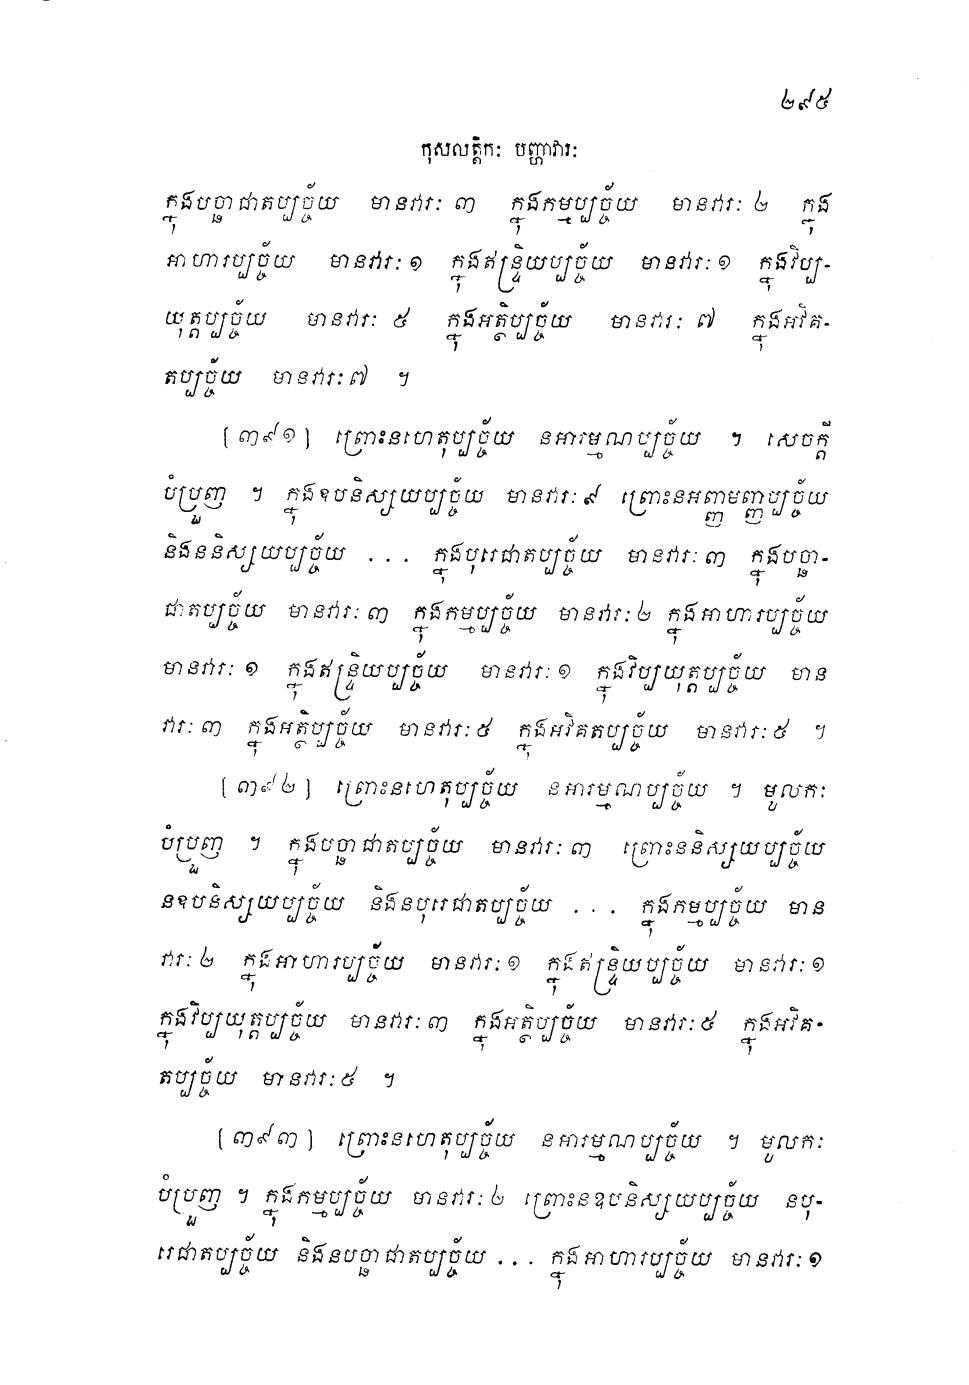 ២៩៥
កុសលត្តិកៈ បញ្ហាវារៈ
ក្នុងបច្ឆាជាតប្បច្ច័យ មានវារៈ ៣ ក្នុងកម្មប្បច្ច័យ មានវារៈ ២ ក្នុង
អាហារប្បច្ច័យ មានវារៈ ១ ក្នុងឥន្ទ្រិយប្បច្ច័យ មានវារៈ ១ ក្នុងវិប្ប-
យុត្តប្បច្ច័យ មានវារៈ ៥ ក្នុងអត្ថិប្បច្ច័យ មានវារៈ ៧ ក្នុងអវិគ-
តប្បច្ច័យ មានវារៈ ៧ ។
[៣៩១] ព្រោះនហេតុប្បច្ច័យ នអារម្មណប្បច្ច័យ ។ សេចក្តី
បំប្រួញ ។ ក្នុងឧបនិស្សយប្បច្ច័យ មានវារៈ ៩ ព្រោះនអញ្ញមញ្ញប្បច្ច័យ
និងននិស្សយប្បច្ច័យ ... ក្នុងបុរេជាតប្បច្ច័យ មានវារៈ ៣ ក្នុងបច្ឆា-
ជាតប្បច្ច័យ មានវារៈ ៣ ក្នុងកម្មប្បច្ច័យ មានវារៈ ២ ក្នុងអាហារប្បច្ច័យ
មានវារៈ ១ ក្នុងឥន្ទ្រិយប្បច្ច័យ មានវារៈ ១ ក្នុងវិប្បយុត្តប្បច្ច័យ មាន
វារៈ ៣ ក្នុងអត្ថិប្បច្ច័យ មានវារៈ ៥ ក្នុងអវិគតប្បច្ច័យ មានវារៈ ៥ ។
[៣៩២] ព្រោះនហេតុប្បច្ច័យ នអារម្មណប្បច្ច័យ ។ មូលកៈ
បំប្រួញ ។ ក្នុងបច្ឆាជាតប្បច្ច័យ មានវារៈ ៣ ព្រោះននិស្សយប្បច្ច័យ
នឧបនិស្សយប្បច្ច័យ និងនបុរេជាតប្បច្ច័យ ... ក្នុងកម្មប្បច្ច័យ មាន
វារៈ ២ ក្នុងអាហារប្បច្ច័យ មានវារៈ ១ ក្នុងឥន្ទ្រិយប្បច្ច័យ មានវារៈ ១
ក្នុងវិប្បយុត្តប្បច្ច័យ មានវារៈ ៣ ក្នុងអត្ថិប្បច្ច័យ មានវារៈ ៥ ក្នុងអវិគ-
តប្បច្ច័យ មានវារៈ ៥ ។
[៣៩៣] ព្រោះនហេតុប្បច្ច័យ នអារម្មណប្បច្ច័យ ។ មូលកៈ
បំប្រួញ ។ ក្នុងកម្មប្បច្ច័យ មានវារៈ ២ ព្រោះនឧបនិស្សយប្បច្ច័យ នបុ-
រេជាតប្បច្ច័យ និងនបច្ឆាជាតប្បច្ច័យ ... ក្នុងអាហារប្បច្ច័យ មានវារៈ ១